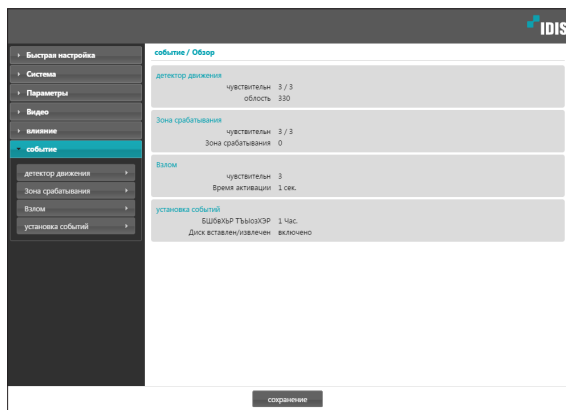 IDIS
Быстрая настройка
Система
Параметры
Видео
влияние
событие
детектор движения
Зона срабатывания
Взлом
установка событий
событие / Обзор
детектор движения
чувствительн 3 / 3
облость 330
Зона срабатывания
чувствительн 3 / 3
Зона срабатывания 0
Взлом
чувствительн 3
Время активации 1 сек.
установка событий
1 Час.
Диск вставлен/извлечен включено
сохранение